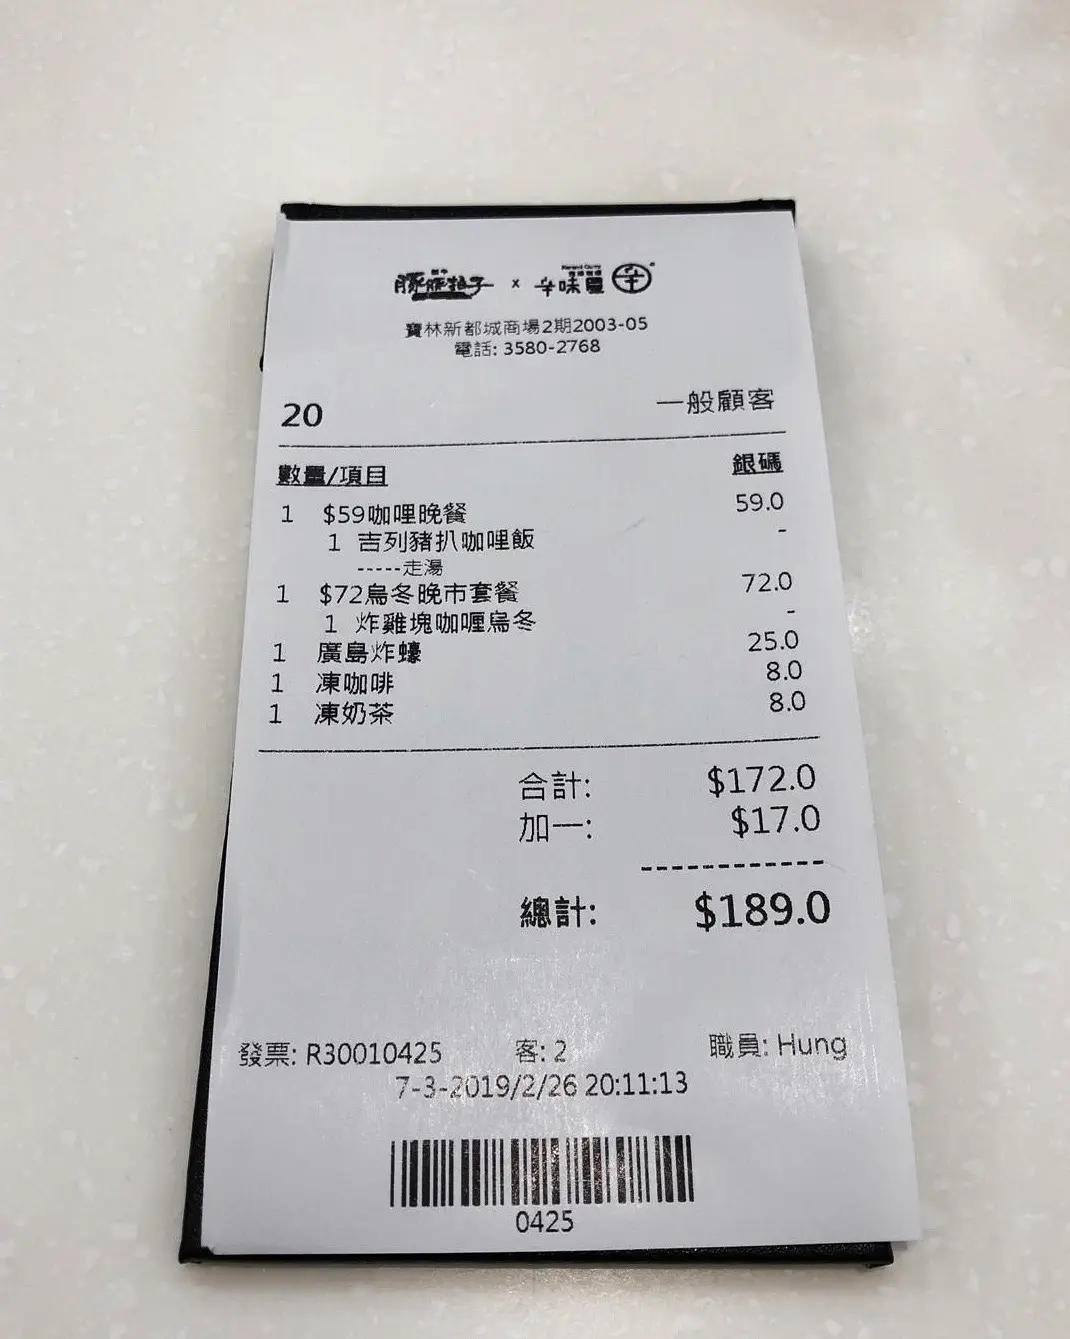 豚豚柚子 x 辛味屋 辛
寶林新都城商場2期2003-05
電話: 3580-2768
20 一般顧客
數量/項目 銀碼
1 $59咖哩晚餐 59.0
1 吉列豬扒咖哩飯 -
-----走湯
1 $72烏冬晚市套餐 72.0
1 炸雞塊咖喱烏冬 -
1 廣島炸蠔 25.0
1 凍咖啡 8.0
1 凍奶茶 8.0
合計: $172.0
加一: $17.0
------------
總計: $189.0
發票: R30010425 客: 2 職員: Hung
7-3-2019/2/26 20:11:13
0425